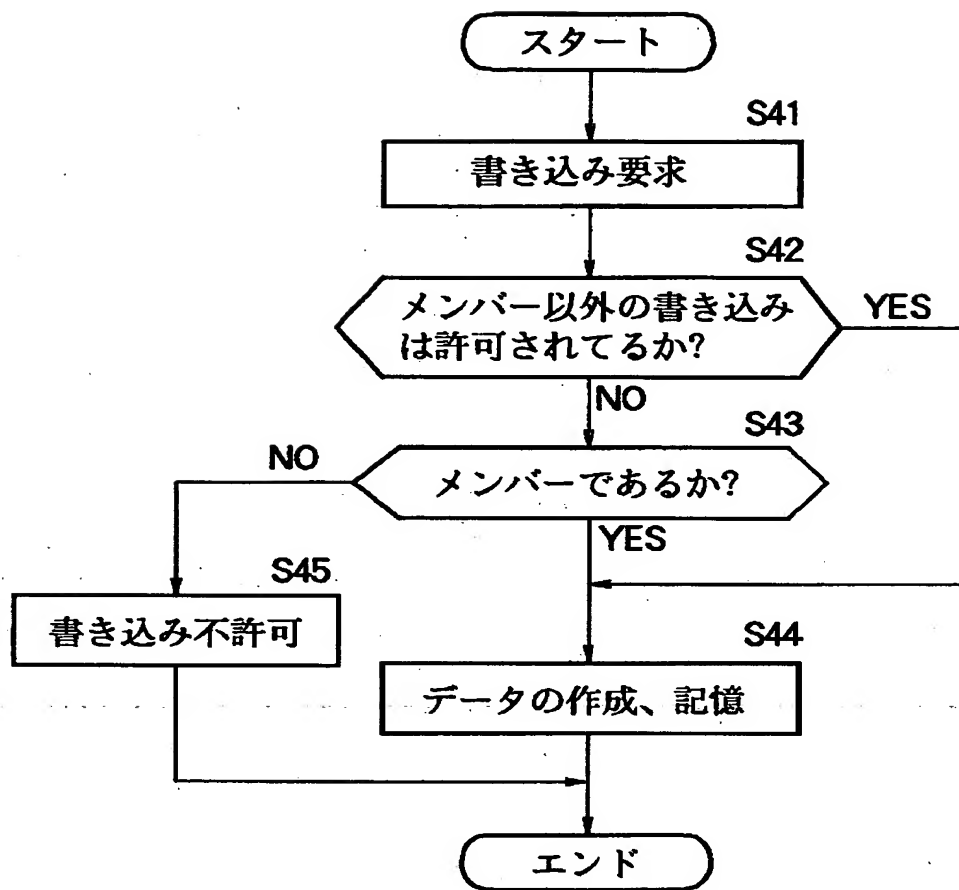 スタート
S41
書き込み要求
S42
メンバー以外の書き込み
は許可されてるか?
YES
NO
S43
メンバーであるか?
NO
YES
S45
書き込み不許可
S44
データの作成、記憶
エンド